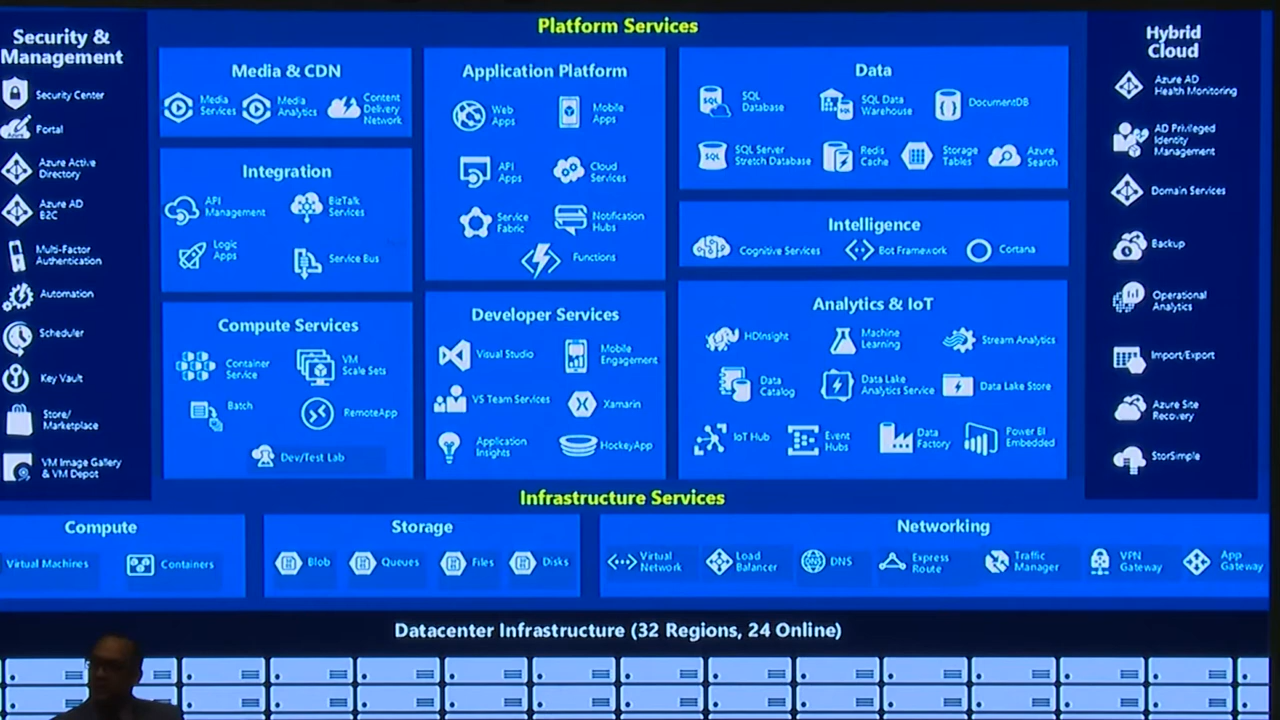 Platform Services
Security &
Management
Security Center
Portal
Azure Active
Directory
Azure AD
B2C
Multi-Factor
Authentication
Automation
Scheduler
Key Vault
Store/
Marketplace
VM Image Gallery
& VM Depot
Media & CDN
Media
Services
Media
Analytics
Content
Delivery
Network
Integration
API
Management
BizTalk
Services
Logic
Apps
Service Bus
Compute Services
Container
Service
VM
Scale Sets
Batch
RemoteApp
Dev/Test Lab
Application Platform
Web
Apps
Mobile
Apps
API
Apps
Cloud
Services
Service
Fabric
Notification
Hubs
Functions
Developer Services
Visual Studio
Mobile
Engagement
VS Team Services
Xamarin
Application
Insights
HockeyApp
Data
SQL
SQL
Database
SQL
SQL Data
Warehouse
DocumentDB
SQL
SQL Server
Stretch Database
Redis
Cache
Storage
Tables
Azure
Search
Intelligence
Cognitive Services
Bot Framework
Cortana
Analytics & IoT
HDInsight
Machine
Learning
Stream Analytics
Data
Catalog
Data Lake
Analytics Service
Data Lake Store
IoT Hub
Event
Hubs
Data
Factory
Power BI
Embedded
Hybrid
Cloud
Azure AD
Health Monitoring
AD Privileged
Identity
Management
Domain Services
Backup
Operational
Analytics
Import/Export
Azure Site
Recovery
StorSimple
Infrastructure Services
Compute
Virtual Machines
Containers
Storage
Blob
Queues
Files
Disks
Networking
Virtual
Network
Load
Balancer
DNS
DNS
Express
Route
Traffic
Manager
VPN
Gateway
App
Gateway
Datacenter Infrastructure (32 Regions, 24 Online)